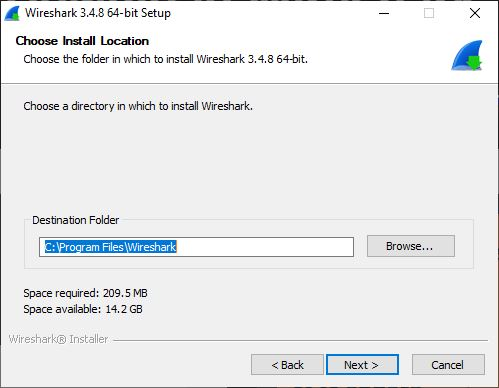 Wireshark 3.4.8 64-bit Setup
Choose Install Location
Choose the folder in which to install Wireshark 3.4.8 64-bit.
Choose a directory in which to install Wireshark.
Destination Folder
C:\Program Files\Wireshark
Browse...
Space required: 209.5 MB
Space available: 14.2 GB
Wireshark® Installer
< Back
Next >
Cancel